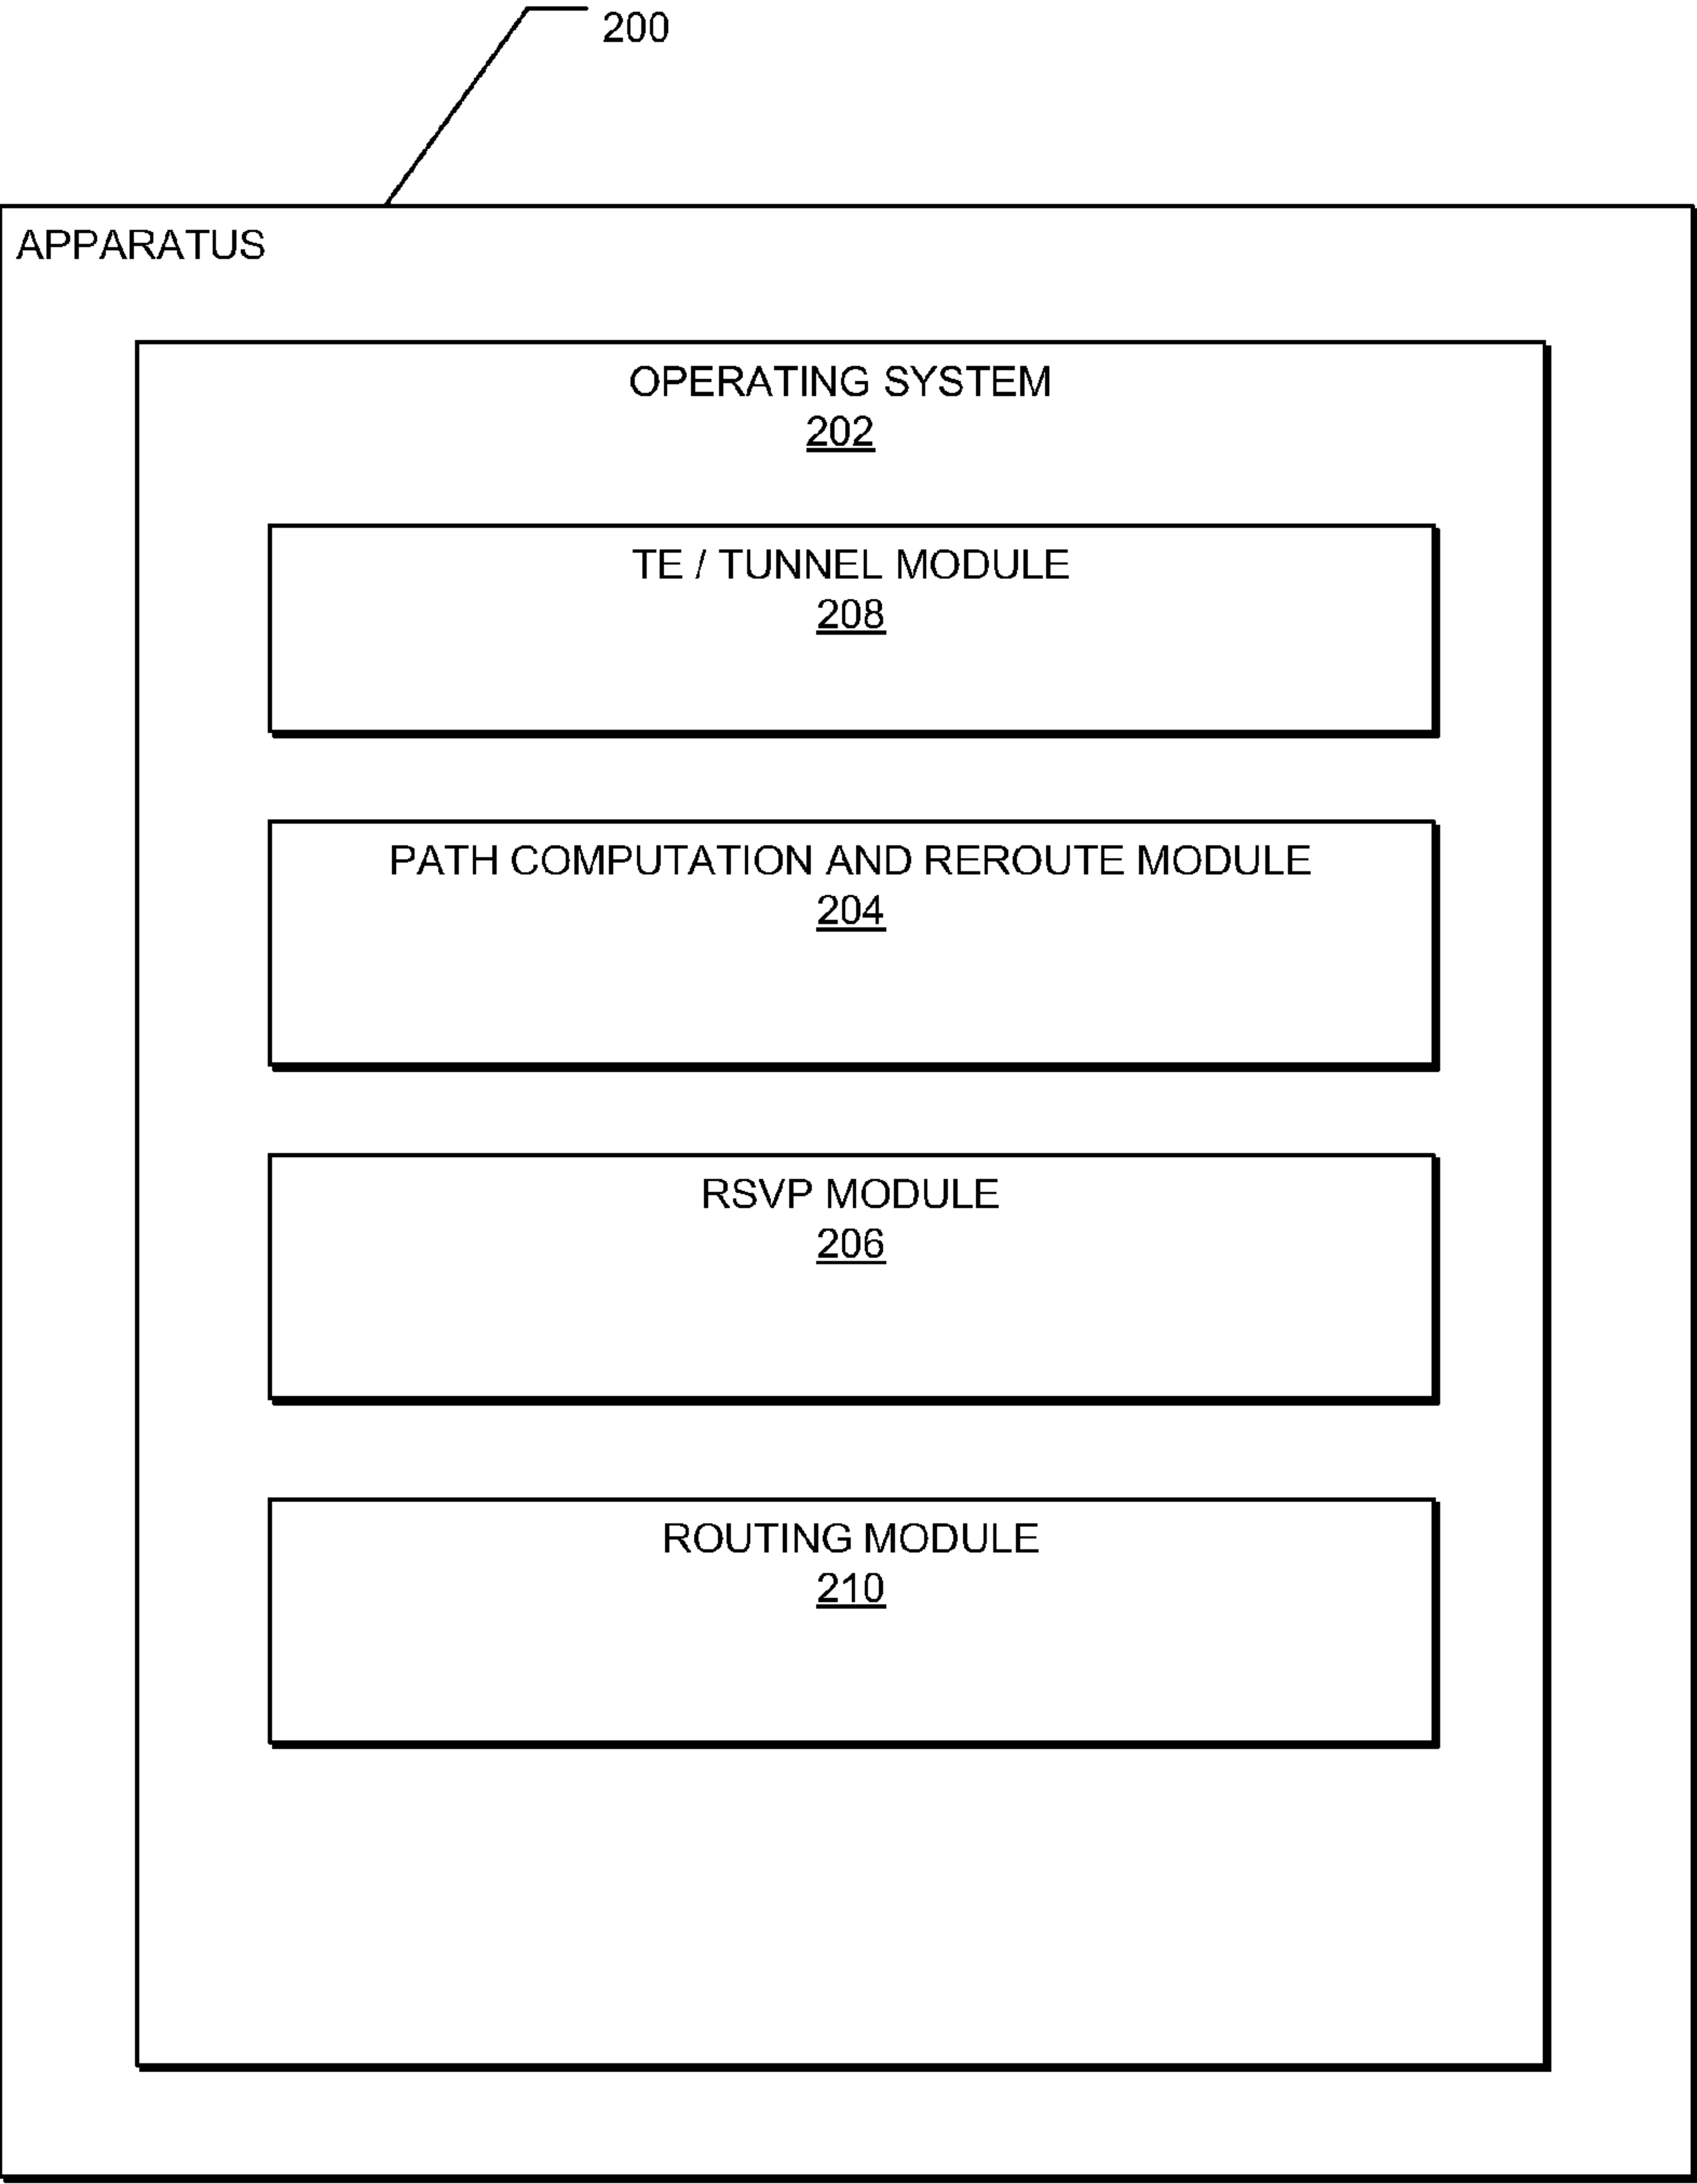 200
APPARATUS
OPERATING SYSTEM
202
TE / TUNNEL MODULE
208
PATH COMPUTATION AND REROUTE MODULE
204
RSVP MODULE
206
ROUTING MODULE
210